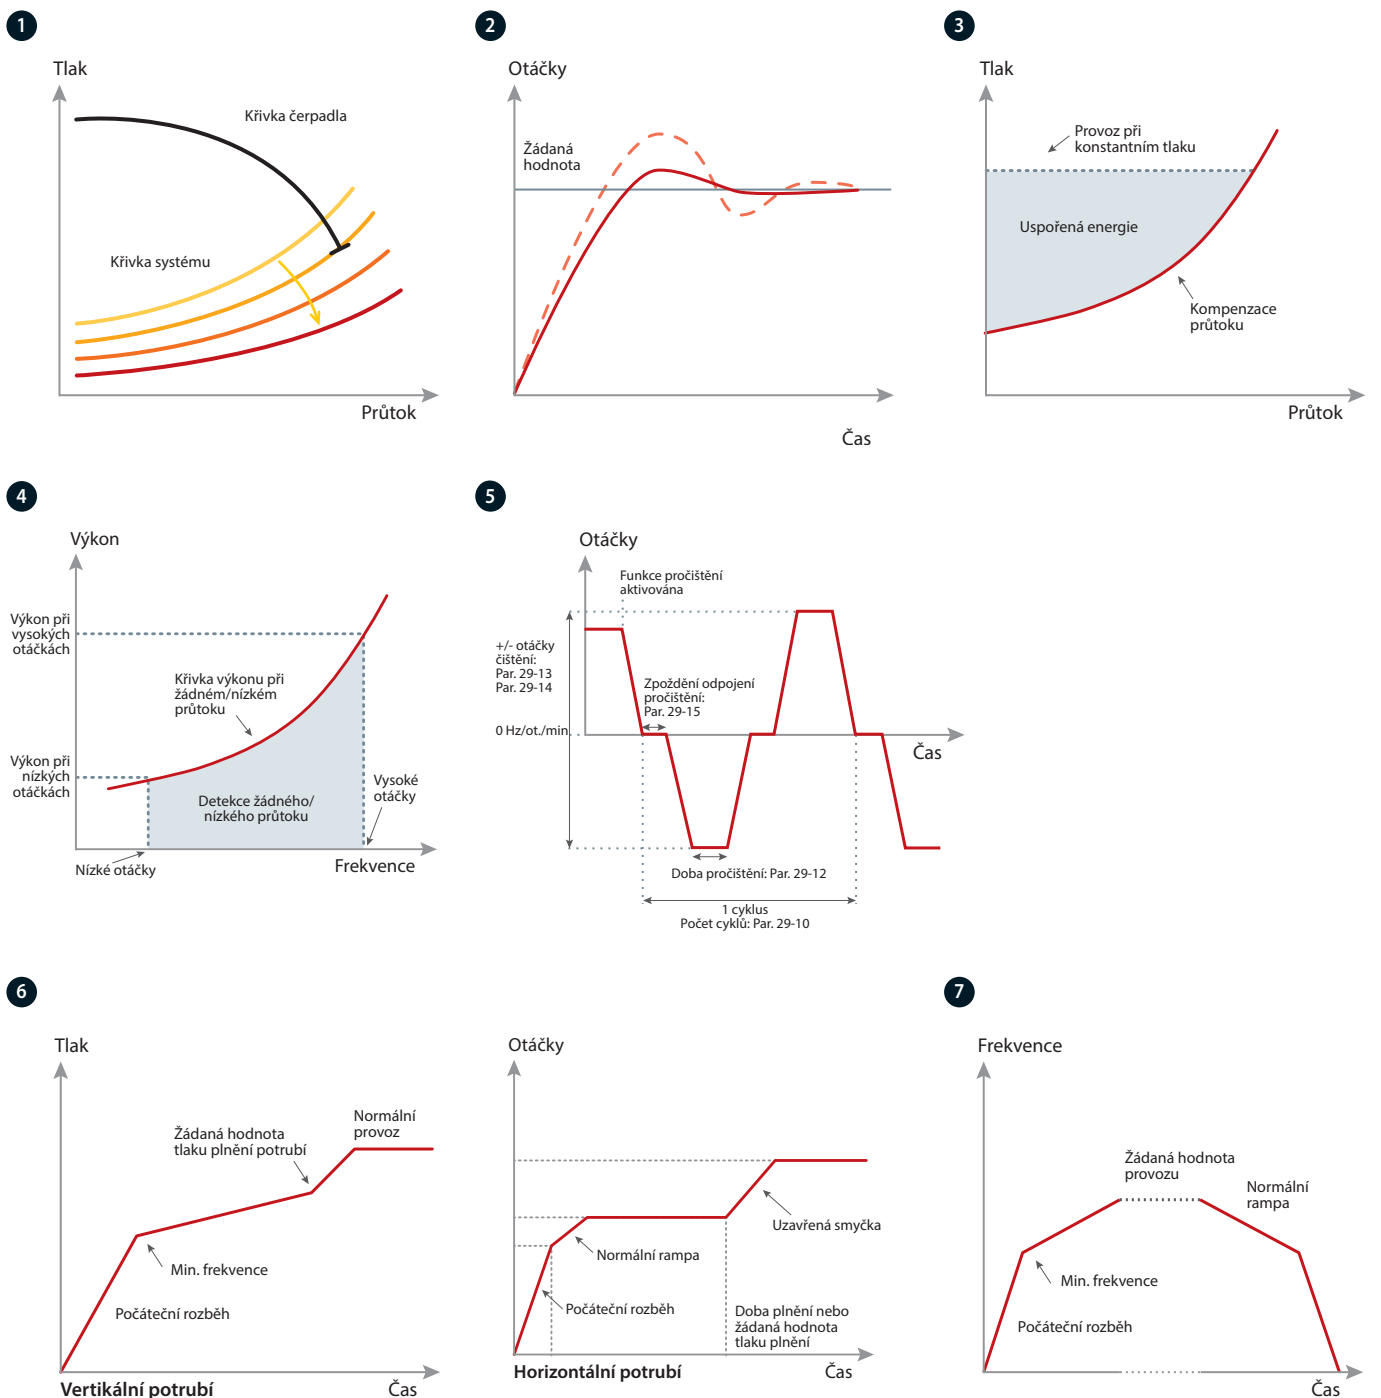 1
Tlak
Křivka čerpadla
Křivka systému
Průtok
2
Otáčky
Žádaná
hodnota
Čas
3
Tlak
Provoz při
konstantním tlaku
Uspořená energie
Kompenzace
průtoku
Průtok
4
Výkon
Výkon při
vysokých
otáčkách
Křivka výkonu při
žádném/nízkém
průtoku
Výkon při
nízkých
otáčkách
Detekce žádného/
nízkého průtoku
Vysoké
otáčky
Nízké otáčky
Frekvence
5
Otáčky
Funkce pročištění
aktivována
+/- otáčky
čištění:
Par. 29-13
Par. 29-14
Zpoždění odpojení
pročištění:
Par. 29-15
0 Hz/ot./min
Čas
Doba pročištění: Par. 29-12
1 cyklus
Počet cyklů: Par. 29-10
6
Tlak
Žádaná hodnota
tlaku plnění potrubí
Normální
provoz
Min. frekvence
Počáteční rozběh
Vertikální potrubí
Čas
Otáčky
Uzavřená smyčka
Normální rampa
Počáteční rozběh
Doba plnění nebo
žádaná hodnota
tlaku plnění
Horizontální potrubí
Čas
7
Frekvence
Žádaná hodnota
provozu
Normální
rampa
Min. frekvence
Počáteční rozběh
Čas